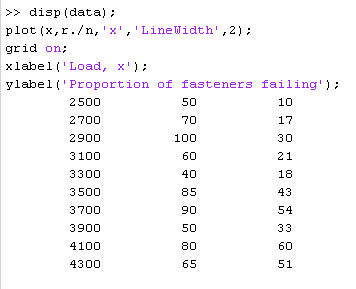 >> disp(data);
plot(x,r./n,'x','LineWidth',2);
grid on;
xlabel('Load, x');
ylabel('Proportion of fasteners failing');
2500 50 10
2700 70 17
2900 100 30
3100 60 21
3300 40 18
3500 85 43
3700 90 54
3900 50 33
4100 80 60
4300 65 51